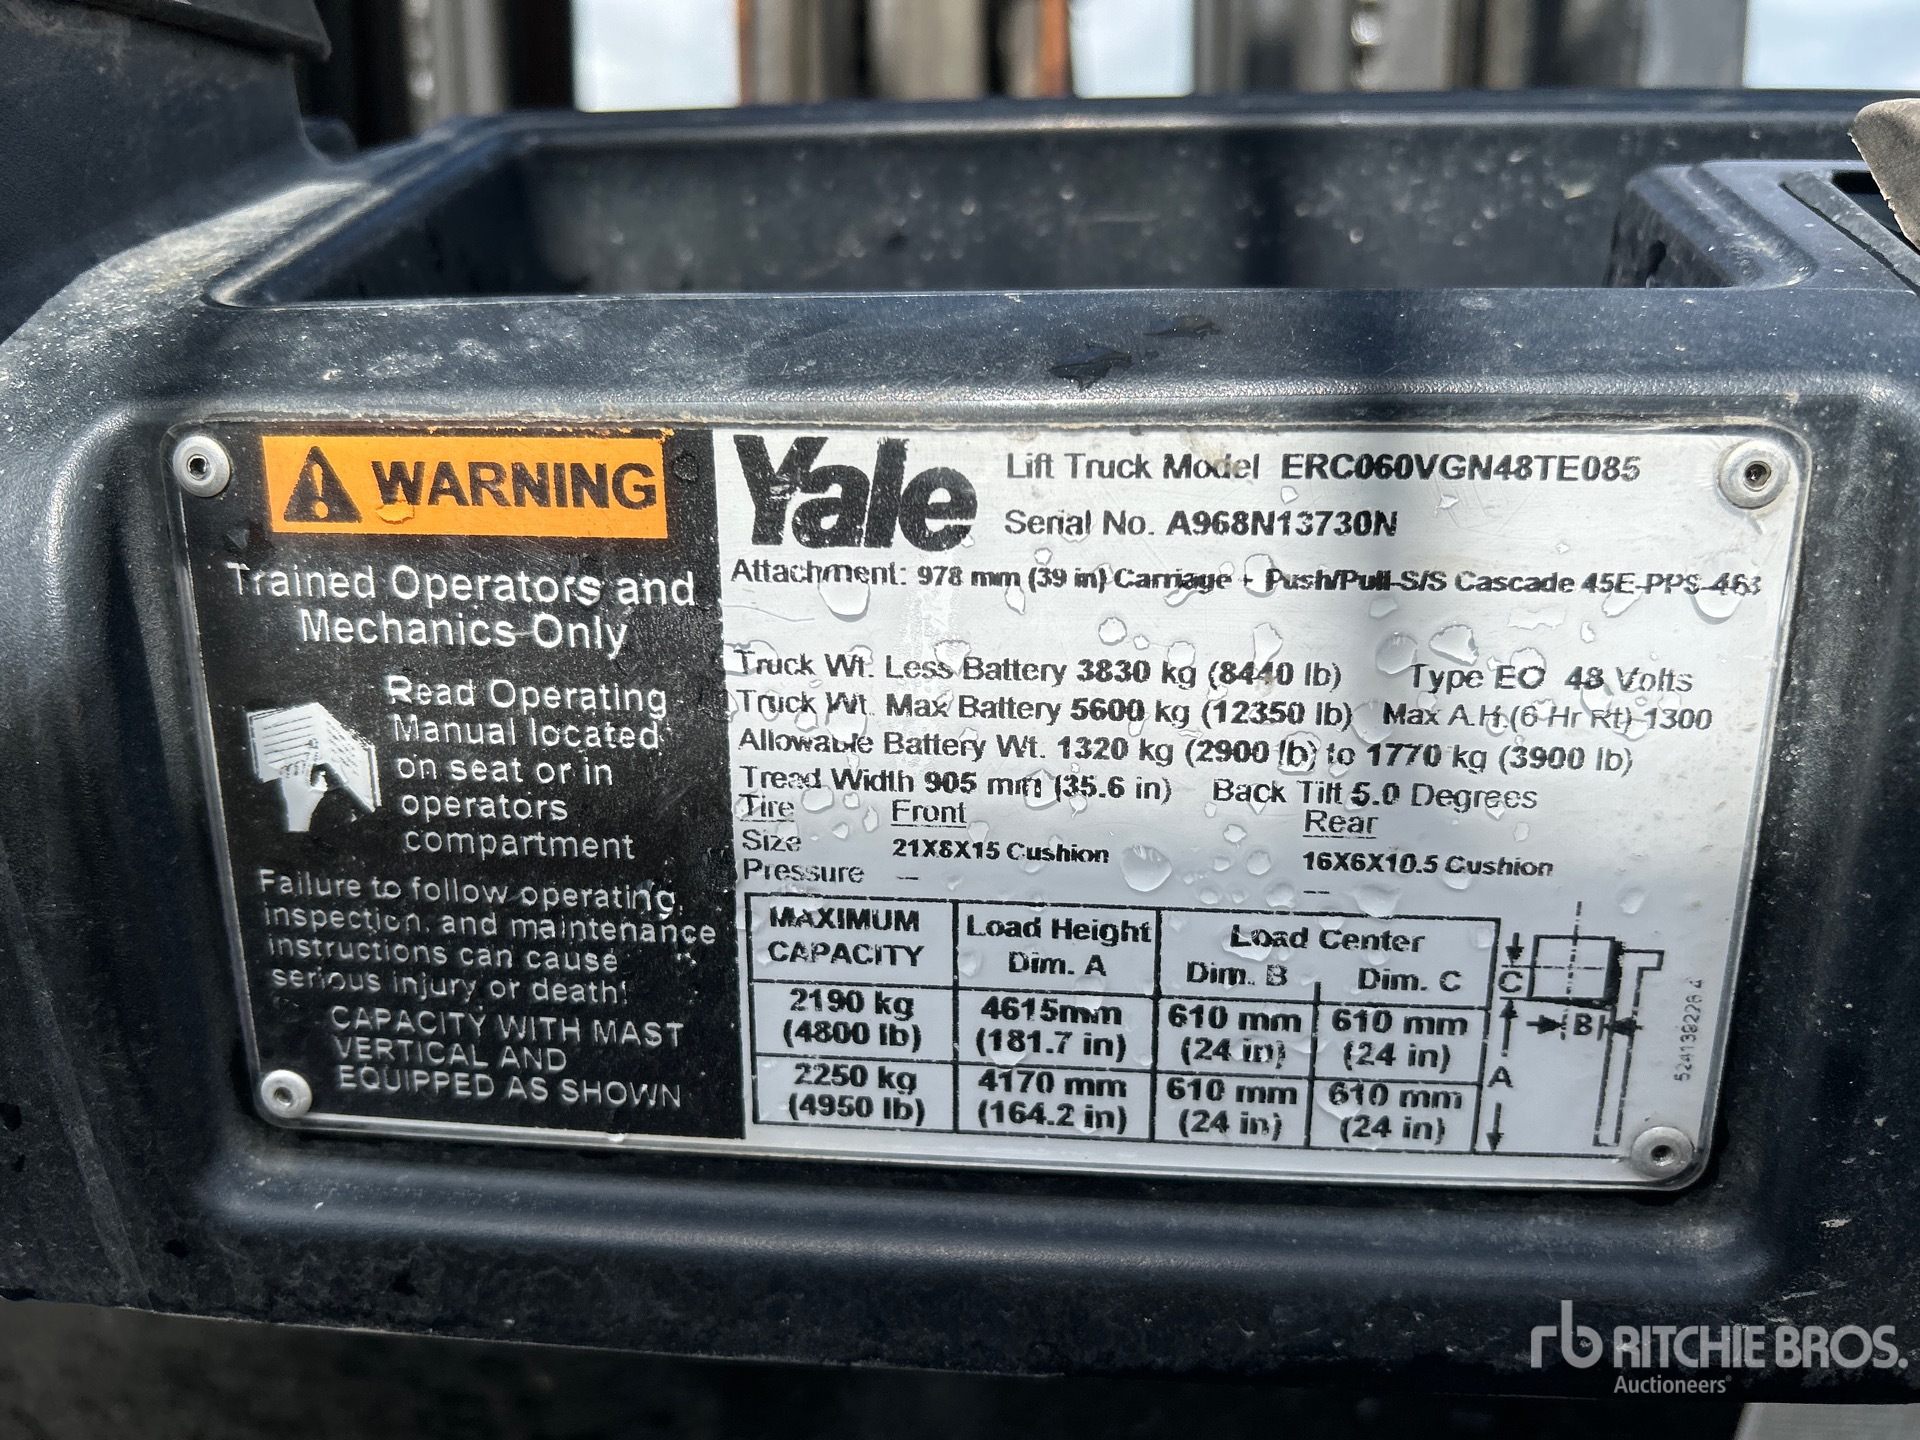 WARNING
Trained Operators and
Mechanics Only
Read Operating
Manual located
on seat or in
operators
compartment
Failure to follow operating,
inspection, and maintenance
instructions can cause
serious injury or death!
CAPACITY WITH MAST
VERTICAL AND
EQUIPPED AS SHOWN
Yale
Lift Truck Model ERC060VGN48TE085
Serial No. A968N13730N
Attachment: 978 mm (39 in) Carriage - Push/Pull-S/S Cascade 45E-PPS-463
Truck Wt. Less Battery 3830 kg (8440 lb) Type EO 48 Volts
Truck Wt. Max Battery 5600 kg (12350 lb) Max A.H.(6 Hr Rt) 1300
Allowable Battery Wt. 1320 kg (2900 lb) to 1770 kg (3900 lb)
Tread Width 905 mm (35.6 in) Back Tilt 5.0 Degrees
Tire Front Rear
Size 21X8X15 Cushion 16X6X10.5 Cushion
Pressure -- --
MAXIMUM CAPACITY Load Height Dim. A Load Center Dim. B Dim. C
2190 kg 4615mm 610 mm 610 mm
(4800 lb) (181.7 in) (24 in) (24 in)
2250 kg 4170 mm 610 mm 610 mm
(4950 lb) (164.2 in) (24 in) (24 in)
C
B
A
rb RITCHIE BROS.
Auctioneers